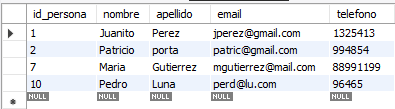 id_persona nombre apellido email telefono
1 Juanito Perez jperez@gmail.com 1325413
2 Patricio porta patric@gmail.com 994854
7 Maria Gutierrez mgutierrez@mail.com 88991199
10 Pedro Luna perd@lu.com 96465
NULL NULL NULL NULL NULL